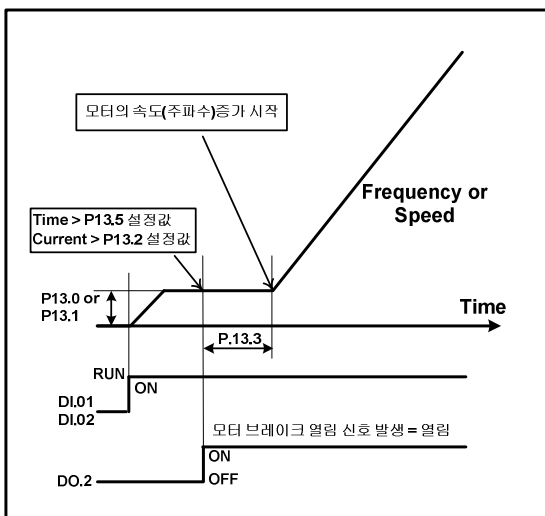 모터의 속도(주파수)증가 시작
Frequency or
Speed
Time > P13.5 설정값
Current > P13.2 설정값
P13.0 or
P13.1
Time
P.13.3
RUN
ON
DI.01
DI.02
모터 브레이크 열림 신호 발생 = 열림
ON
DO.2
OFF